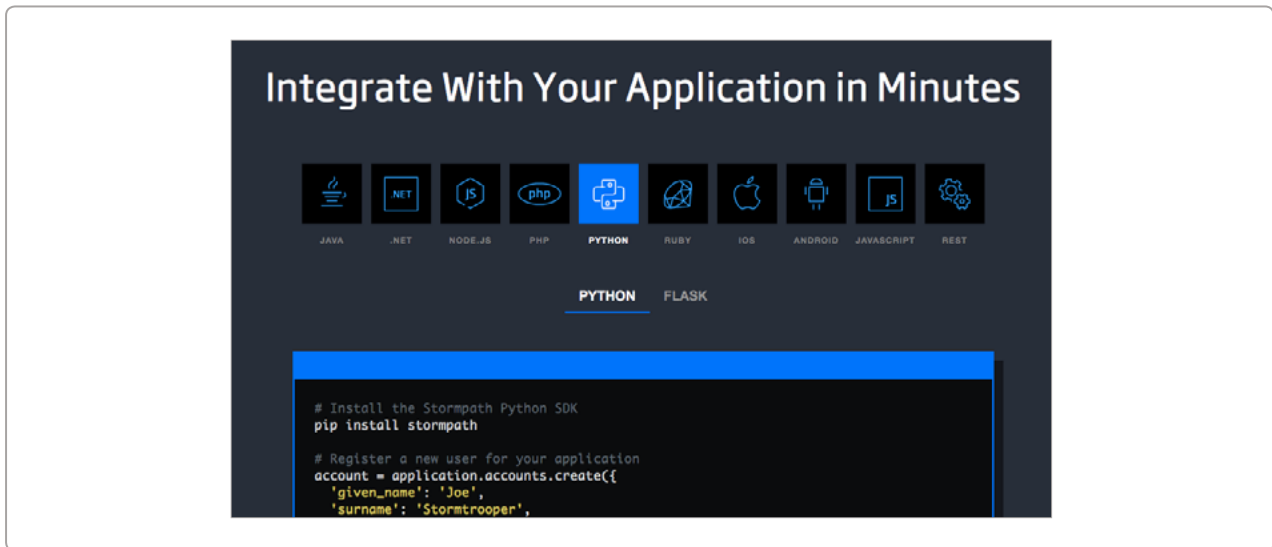 Integrate With Your Application in Minutes
.NET JS php JS
JAVA .NET NODE.JS PHP PYTHON RUBY IOS ANDROID JAVASCRIPT REST
PYTHON FLASK
# Install the Stormpath Python SDK
pip install stormpath
# Register a new user for your application
account = application.accounts.create({
'given_name': 'Joe',
'surname': 'Stormtrooper',